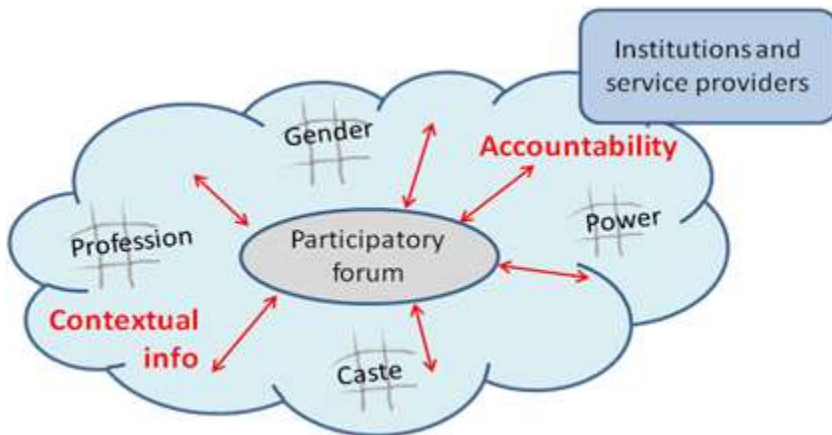 Institutions and
service providers
Gender
Accountability
Profession
Participatory
forum
Power
Contextual
info
Caste